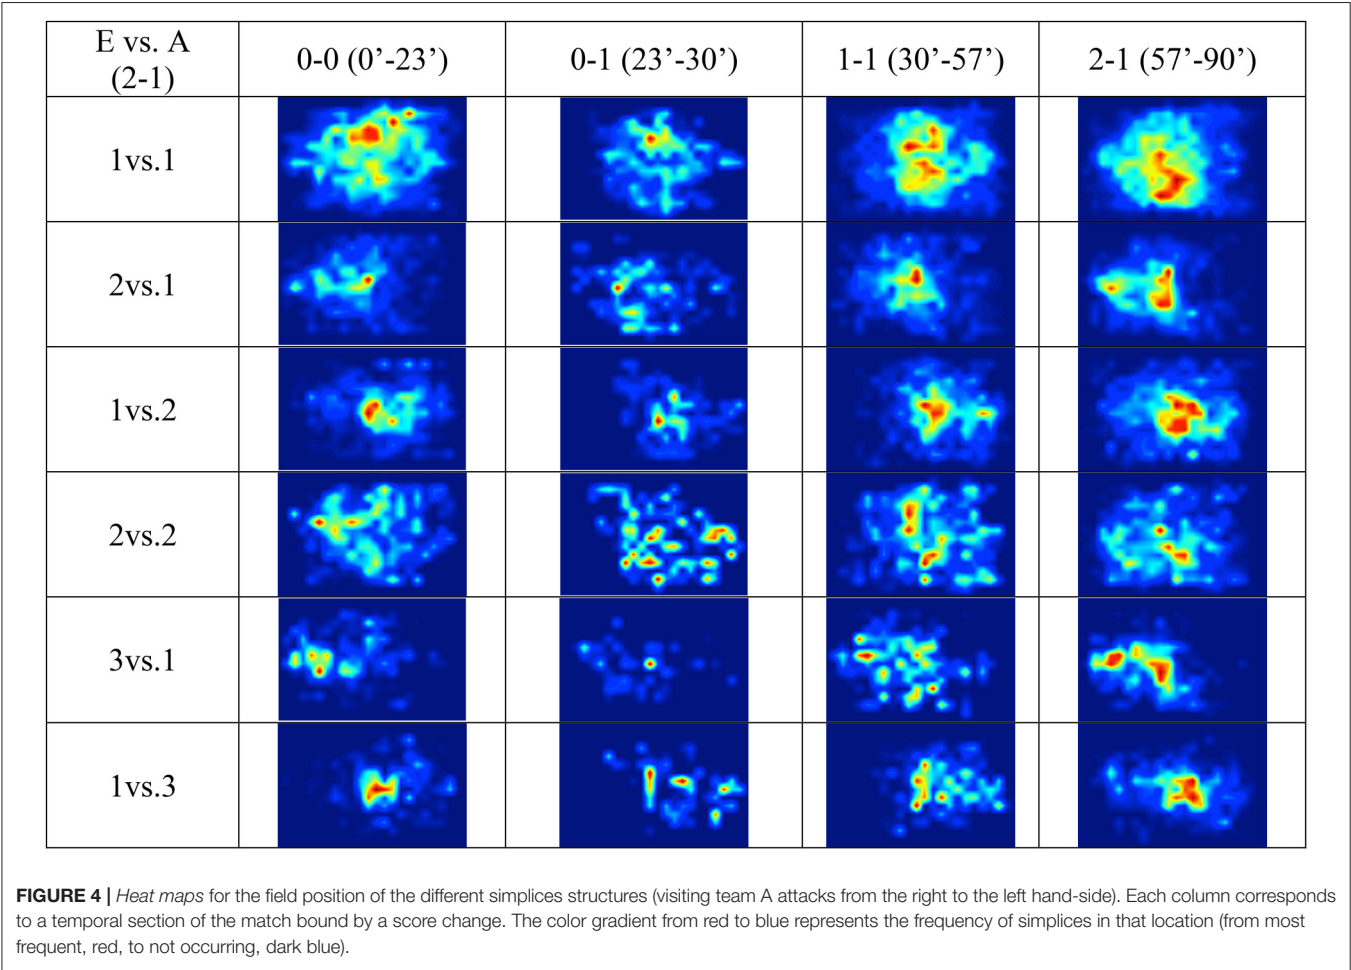 E vs. A
(2-1)
0-0 (0’-23’)
0-1 (23’-30’)
1-1 (30’-57’)
2-1 (57’-90’)
1vs.1
2vs.1
1vs.2
2vs.2
3vs.1
1vs.3
FIGURE 4 | Heat maps for the field position of the different simplices structures (visiting team A attacks from the right to the left hand-side). Each column corresponds
to a temporal section of the match bound by a score change. The color gradient from red to blue represents the frequency of simplices in that location (from most
frequent, red, to not occurring, dark blue).